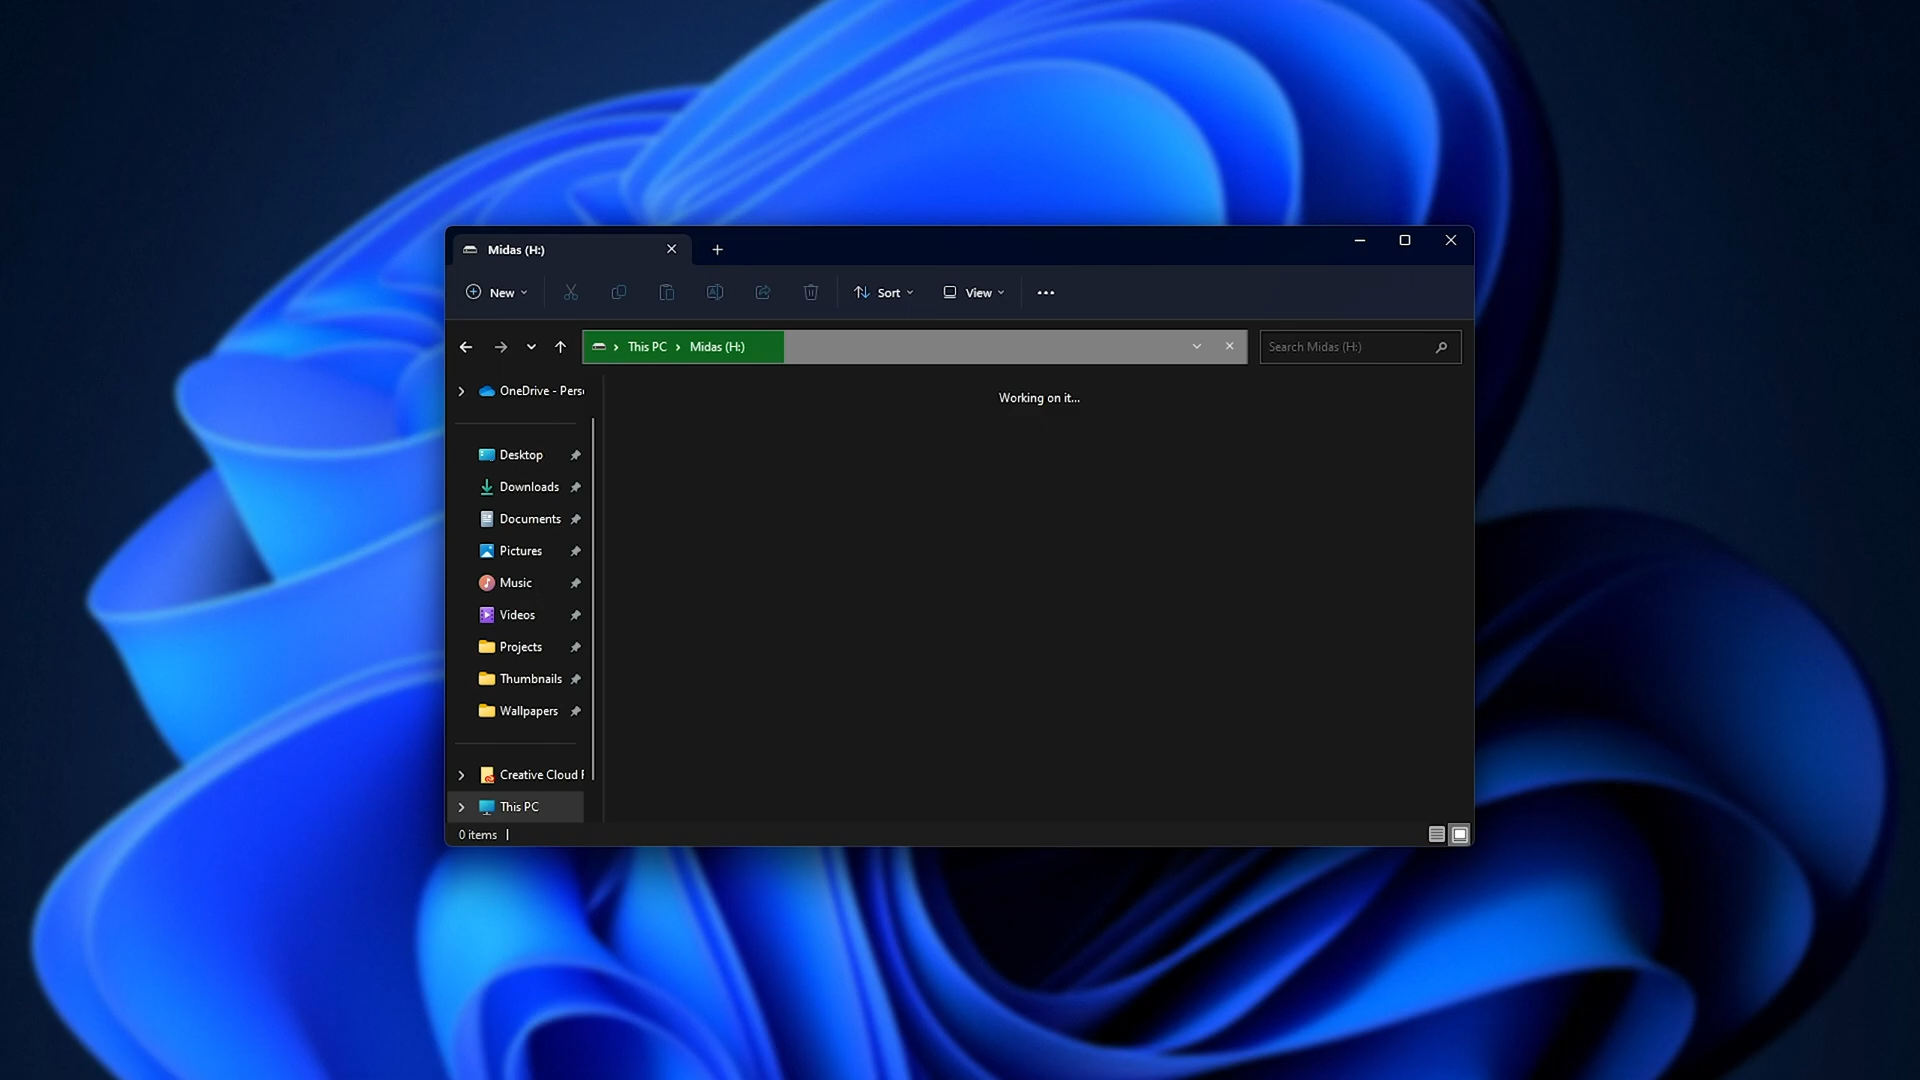 Midas (H:)
New
Sort
View
This PC
Midas (H:)
Search Midas (H:)
OneDrive - Pers
Working on it...
Desktop
Downloads
Documents
Pictures
Music
Videos
Projects
Thumbnails
Wallpapers
Creative Cloud F
This PC
0 items